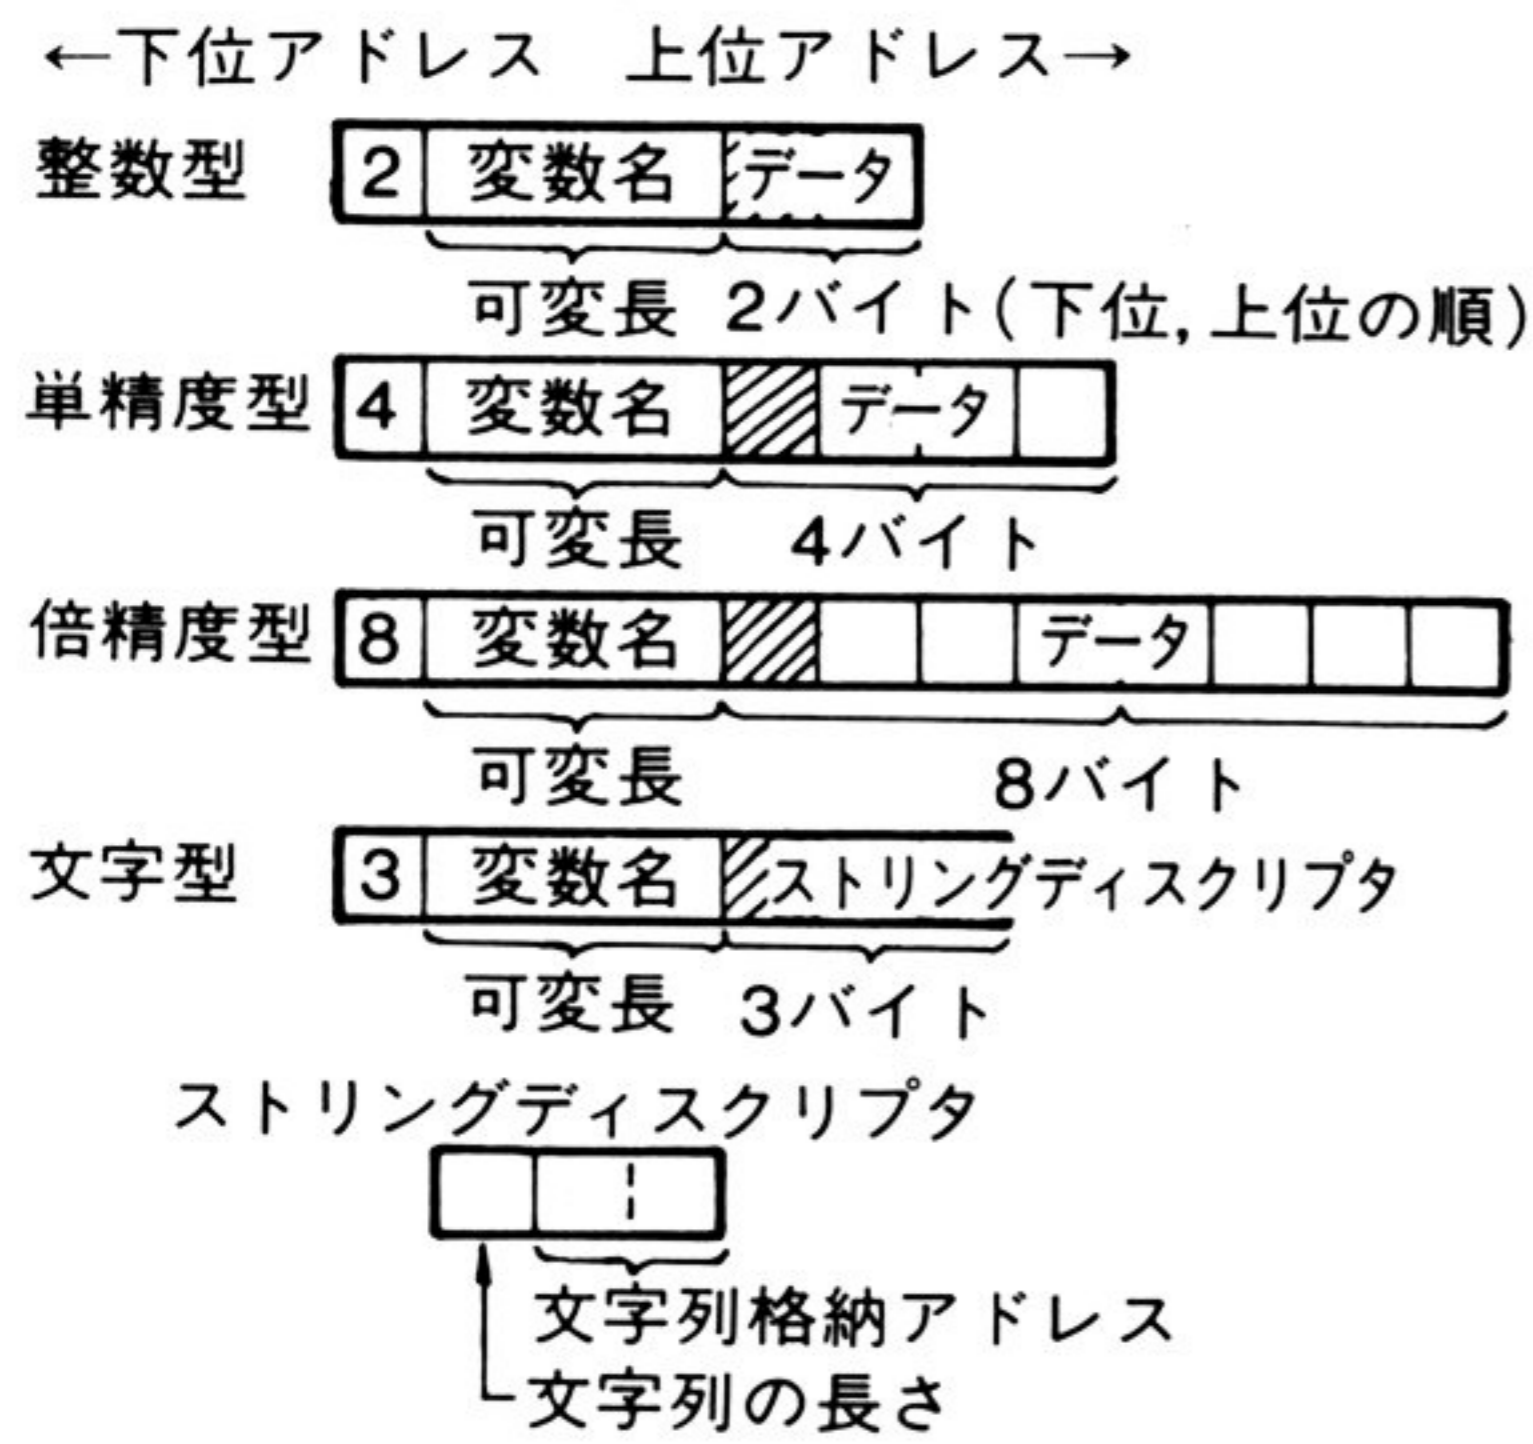 ←下位アドレス 上位アドレス→
整数型 2 変数名 データ
可変長 2バイト(下位,上位の順)
単精度型 4 変数名 データ
可変長 4バイト
倍精度型 8 変数名 データ
可変長 8バイト
文字型 3 変数名 ストリングディスクリプタ
可変長 3バイト
ストリングディスクリプタ
文字列格納アドレス
文字列の長さ